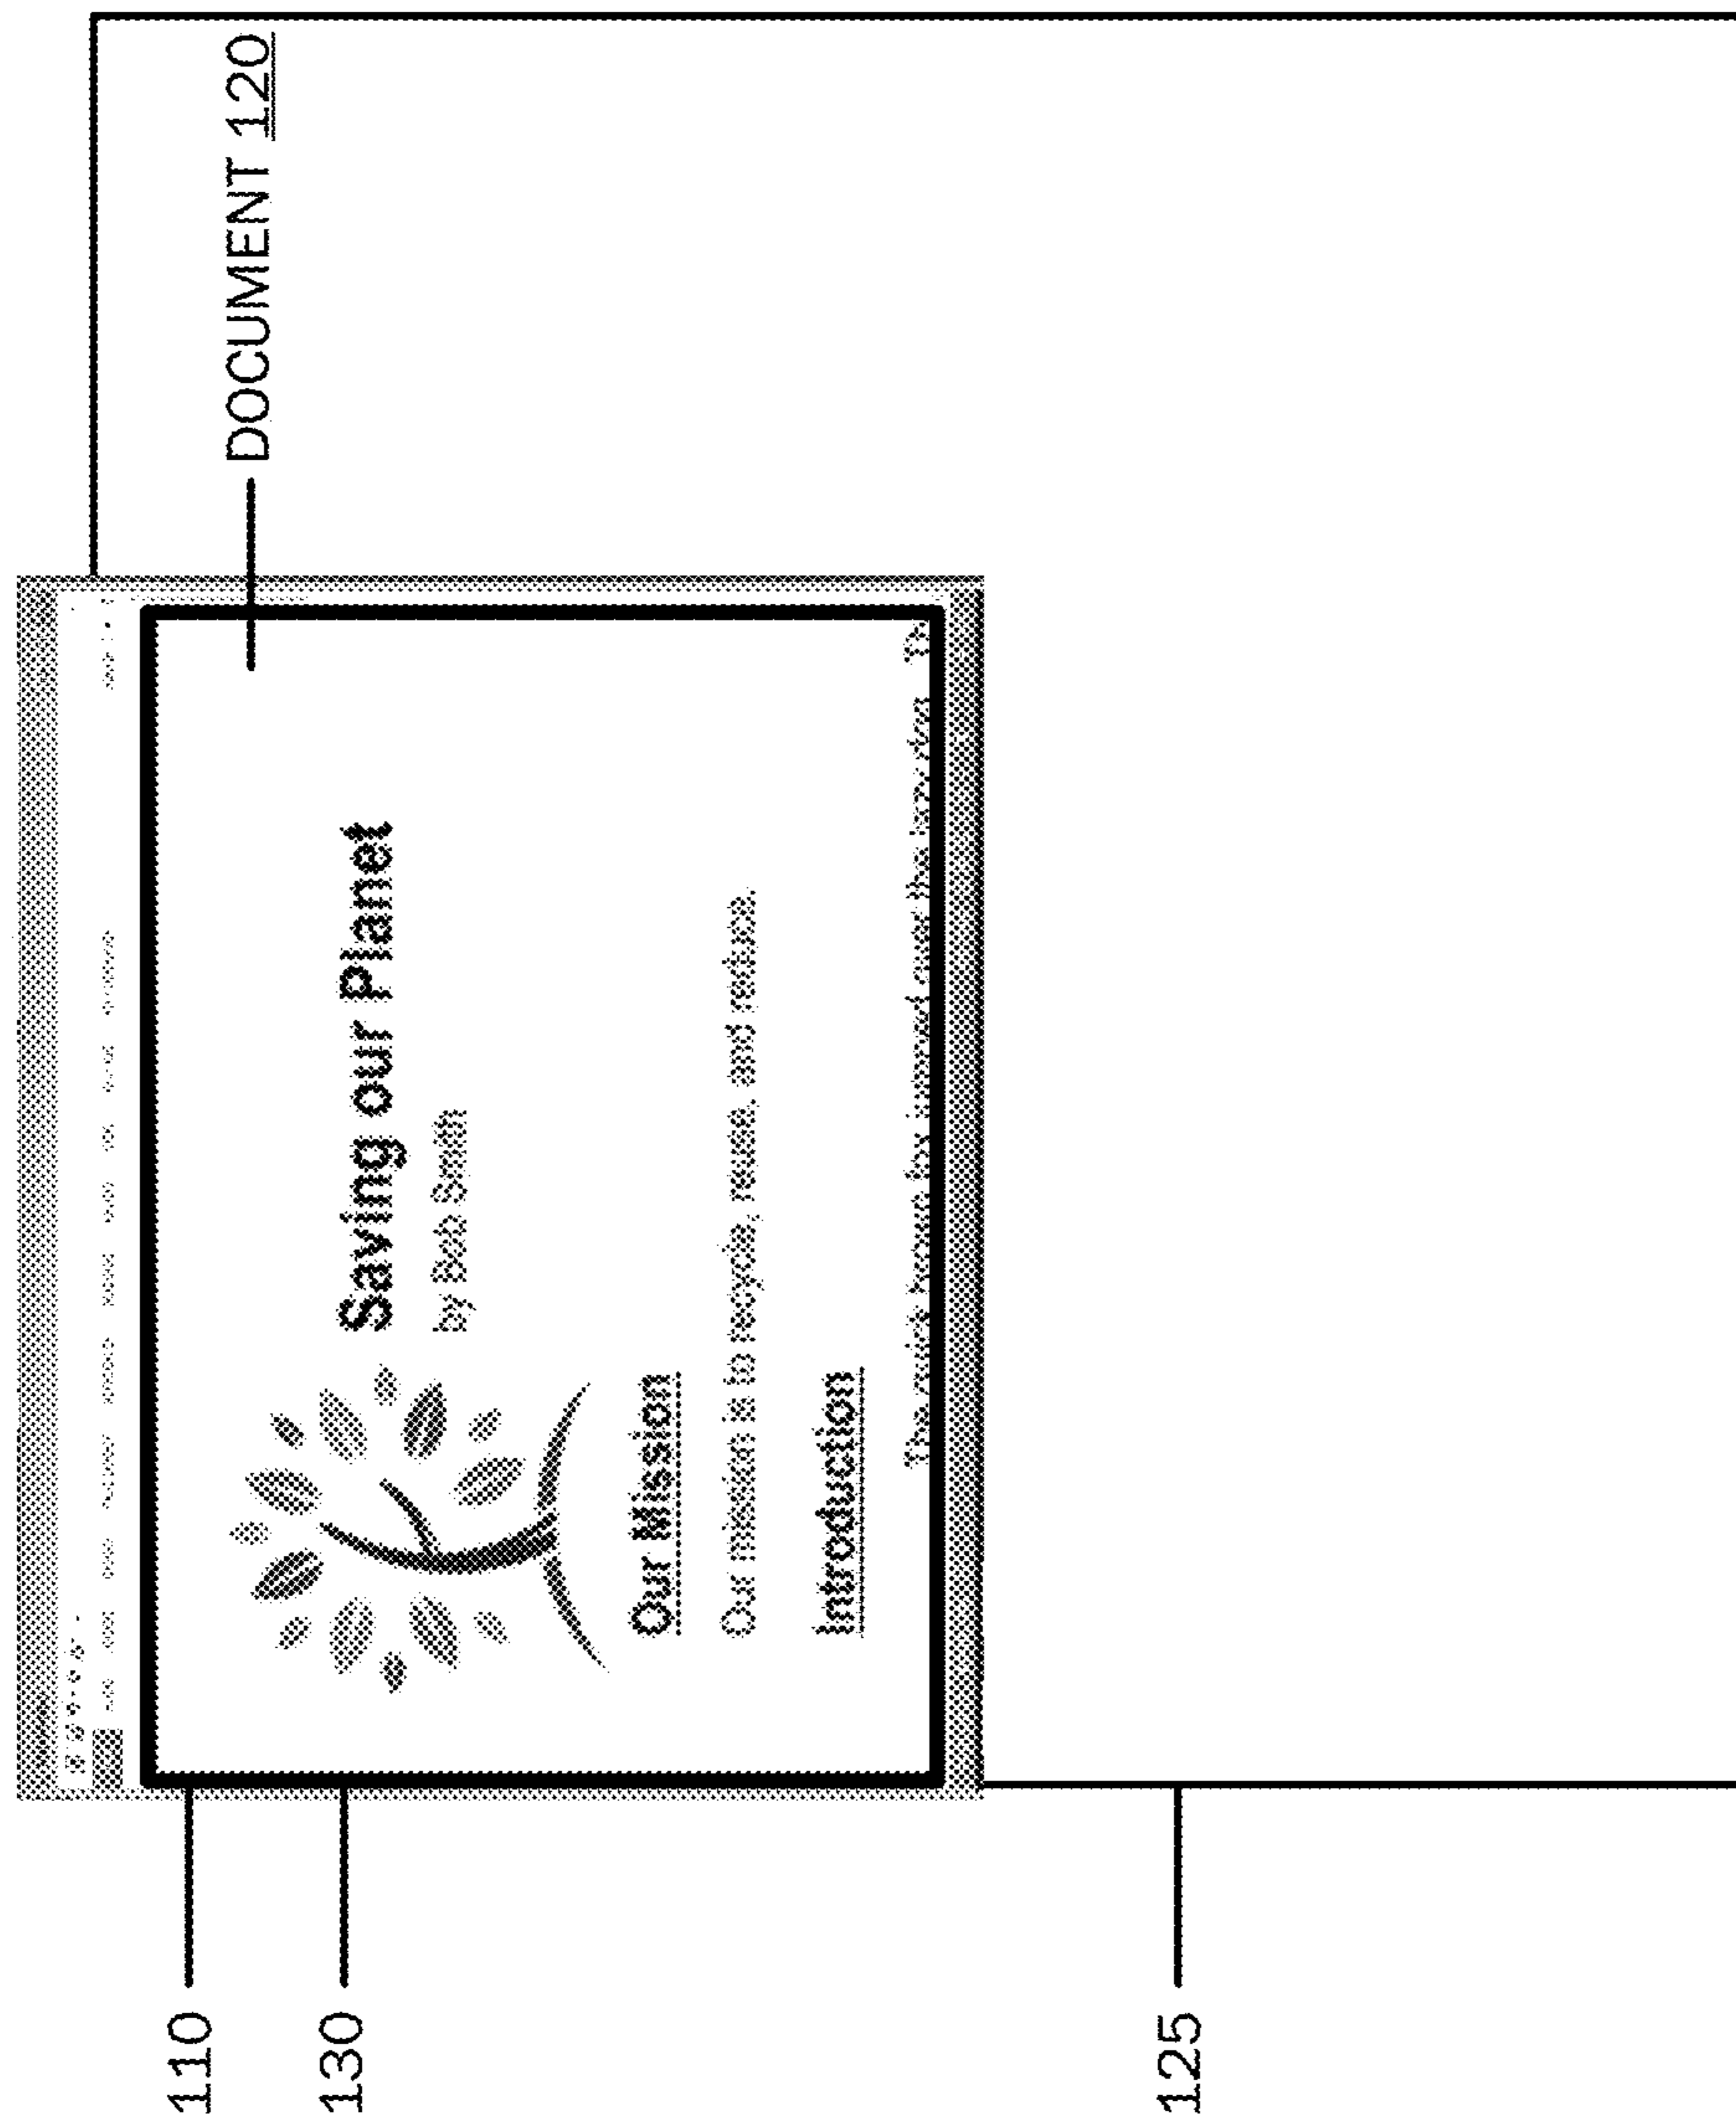 DOCUMENT 120
110
130
Saving our Planet
by Bob Smith
Our Mission
Our mission is to recycle, reuse, and reduce.
Introduction
125